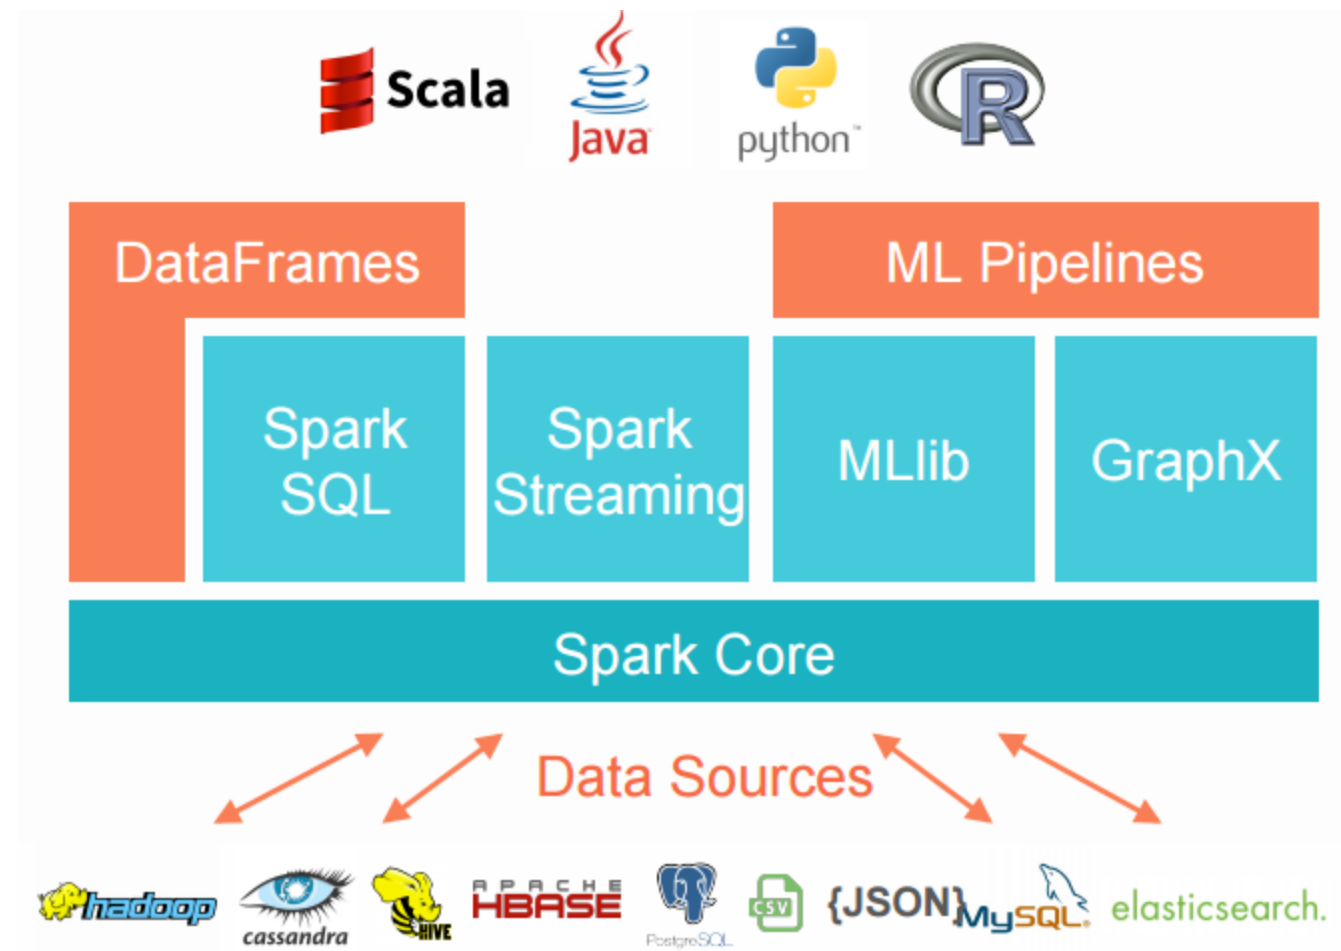 Scala
Java
python™
R
DataFrames
ML Pipelines
Spark
SQL
Spark
Streaming
MLlib
GraphX
Spark Core
Data Sources
hadoop
cassandra
HIVE
APACHE
HBASE
PostgreSQL
CSV
{JSON}
MySQL
elasticsearch.